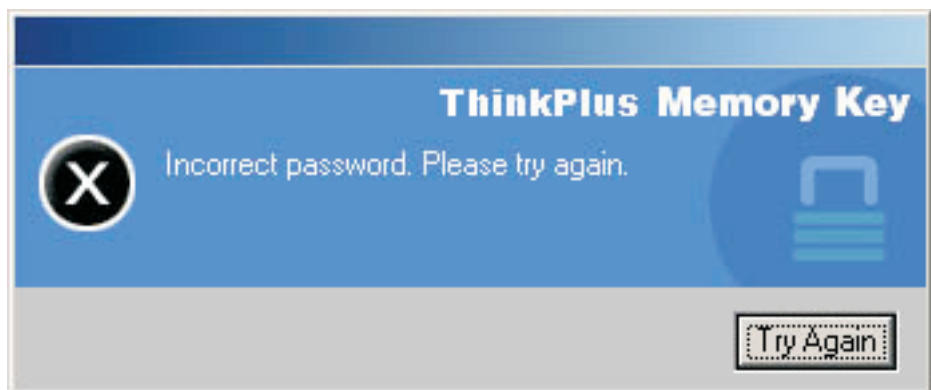 ThinkPlus Memory Key
X
Incorrect password. Please try again.
Try Again